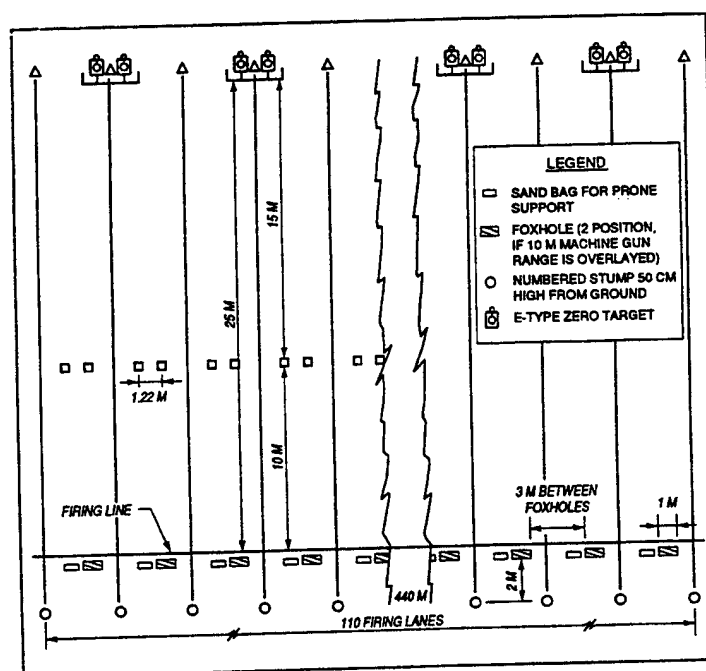 LEGEND
SAND BAG FOR PRONE
SUPPORT
FOXHOLE (2 POSITION,
IF 10 M MACHINE GUN
RANGE IS OVERLAYED)
NUMBERED STUMP 50 CM
HIGH FROM GROUND
E-TYPE ZERO TARGET
15 M
25 M
1.22 M
10 M
FIRING LINE
3 M BETWEEN
FOXHOLES
1 M
2 M
440 M
110 FIRING LANES